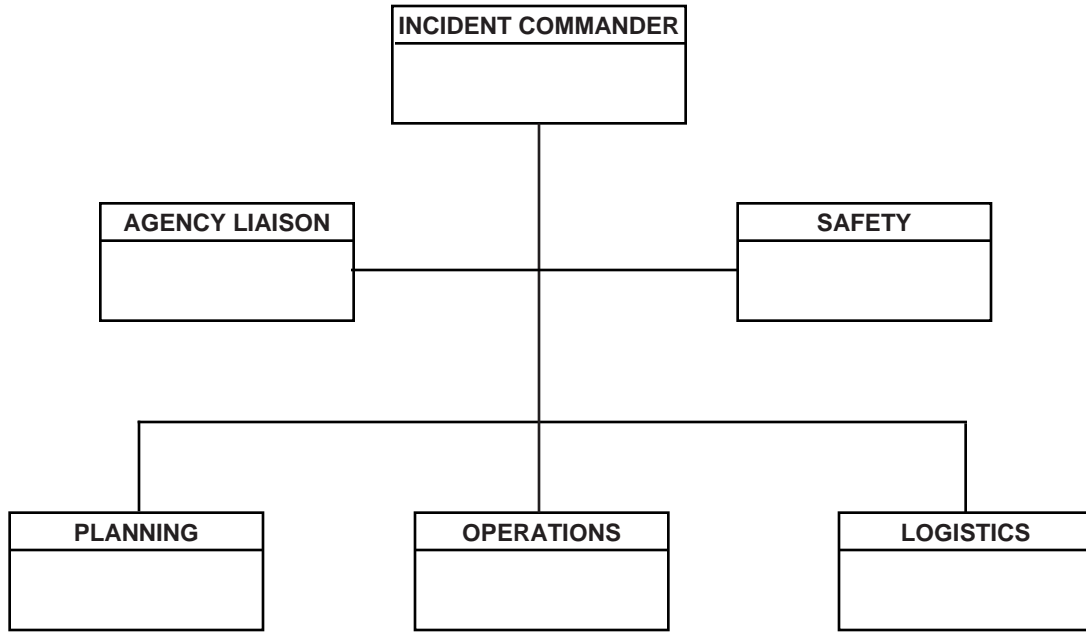 INCIDENT COMMANDER
AGENCY LIAISON
SAFETY
PLANNING
OPERATIONS
LOGISTICS